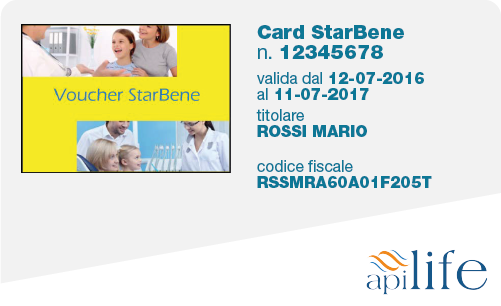 Voucher StarBene
Card StarBene
n. 12345678
valida dal 12-07-2016
al 11-07-2017
titolare
ROSSI MARIO
codice fiscale
RSSMRA60A01F205T
apilife